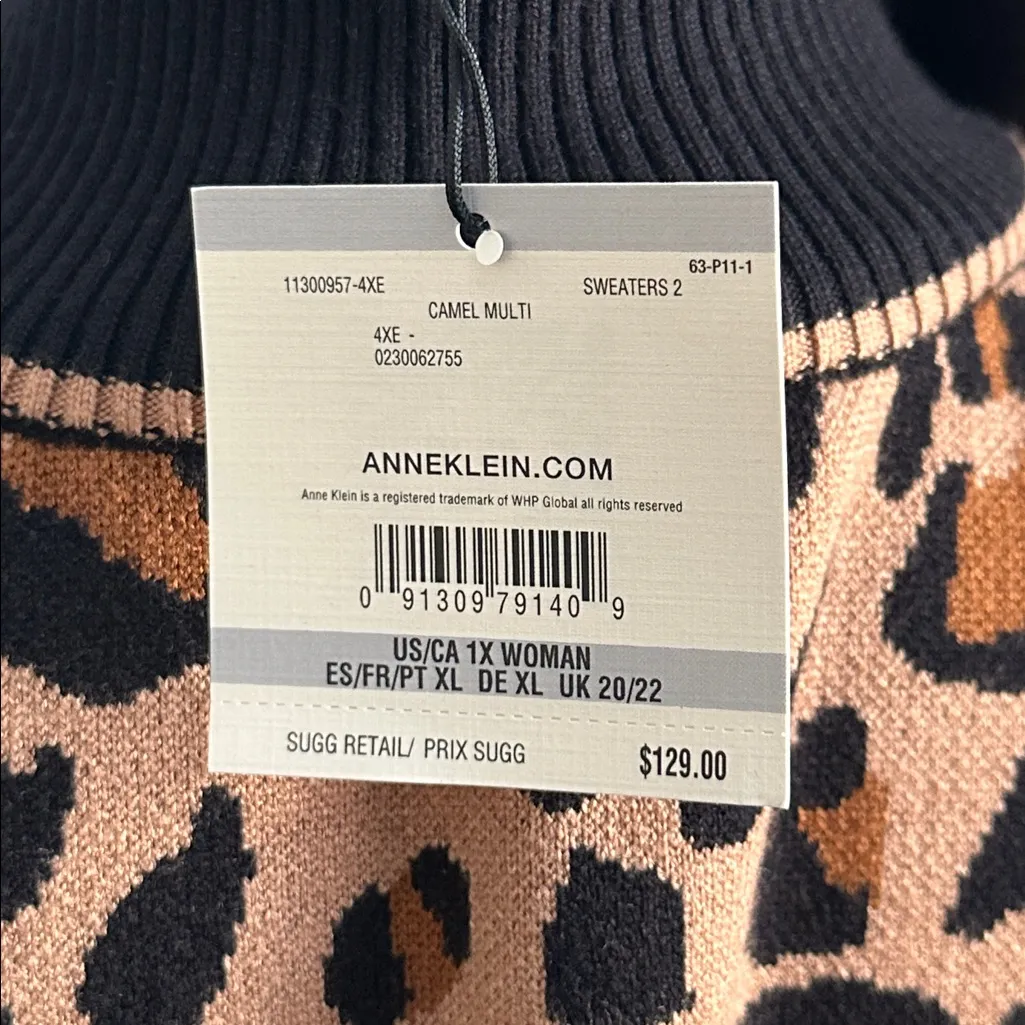 63-P11-1
11300957-4XE SWEATERS 2
CAMEL MULTI
4XE -
0230062755
ANNEKLEIN.COM
Anne Klein is a registered trademark of WHP Global all rights reserved
0 91309 79140 9
US/CA 1X WOMAN
ES/FR/PT XL DE XL UK 20/22
SUGG RETAIL/ PRIX SUGG $129.00